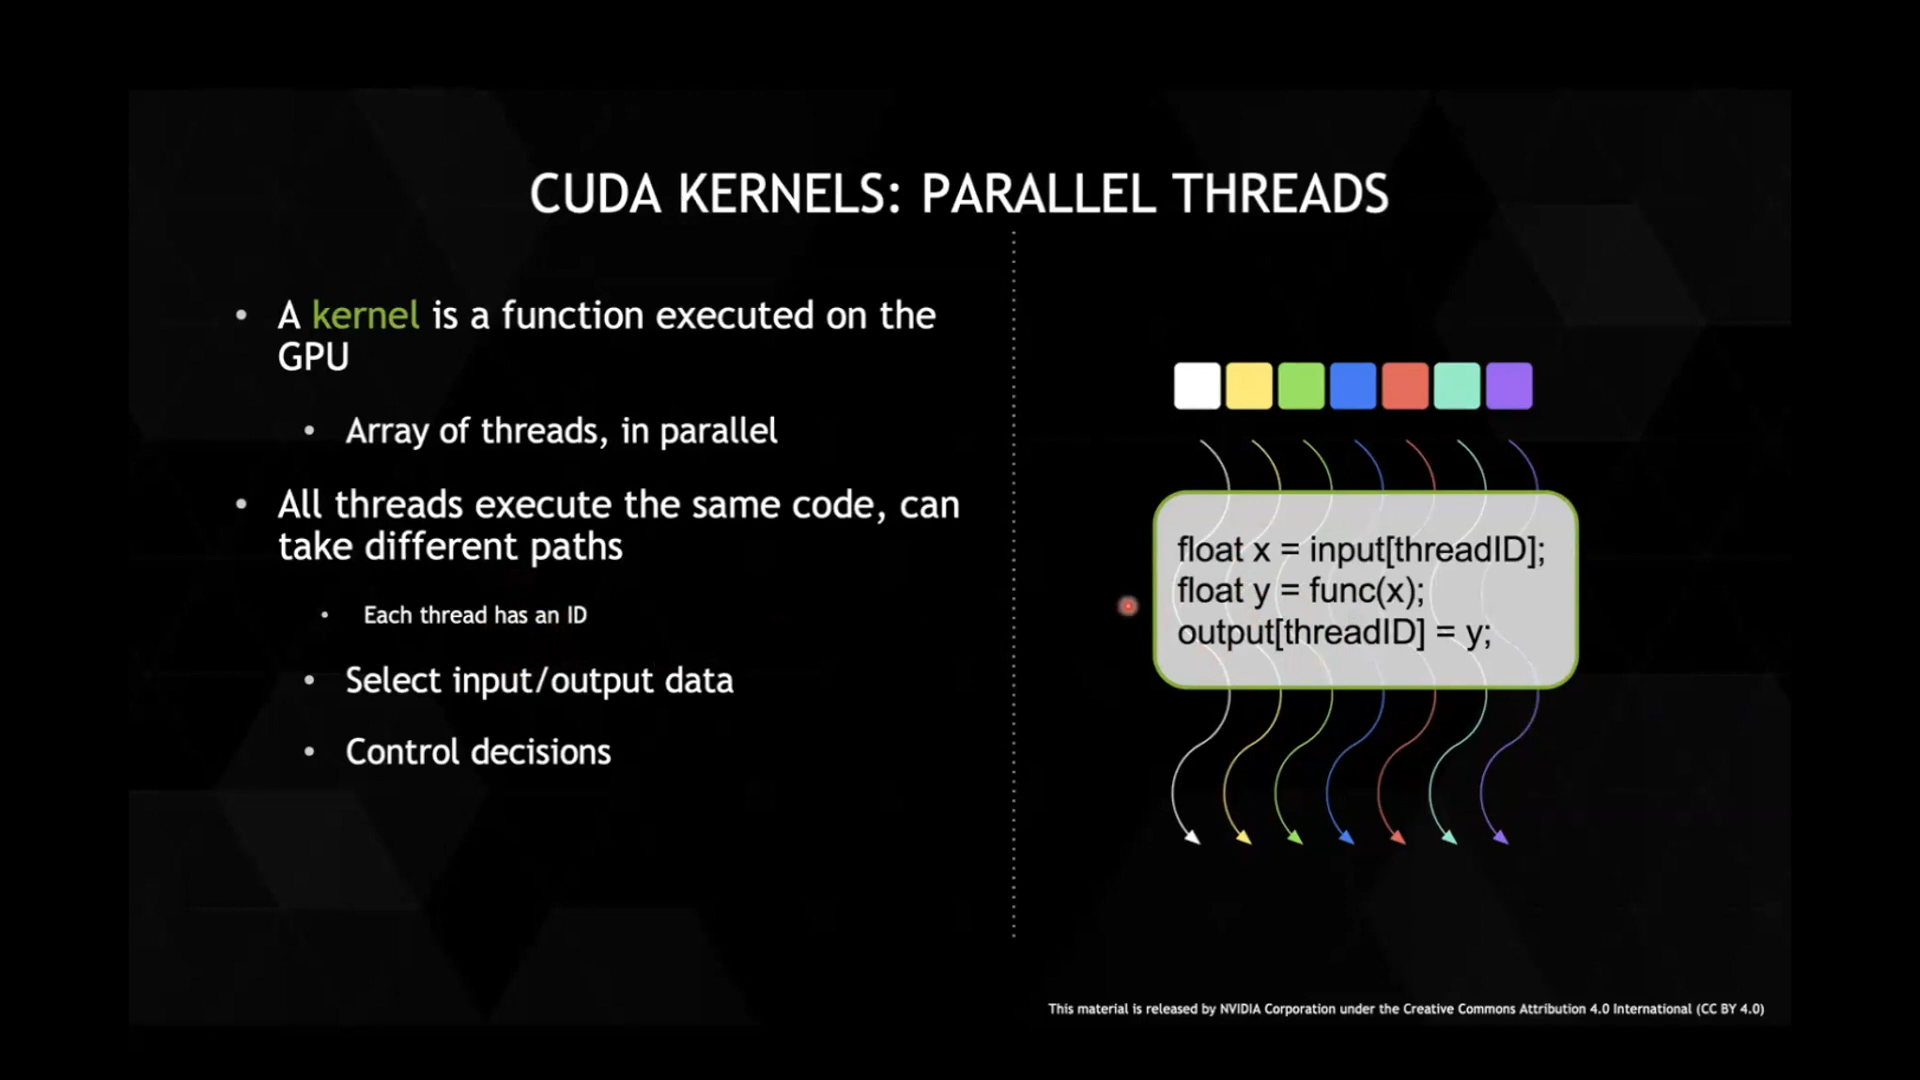 CUDA KERNELS: PARALLEL THREADS
• A kernel is a function executed on the
GPU
• Array of threads, in parallel
• All threads execute the same code, can
take different paths
• Each thread has an ID
• Select input/output data
• Control decisions
float x = input[threadID];
float y = func(x);
output[threadID] = y;
This material is released by NVIDIA Corporation under the Creative Commons Attribution 4.0 International (CC BY 4.0)